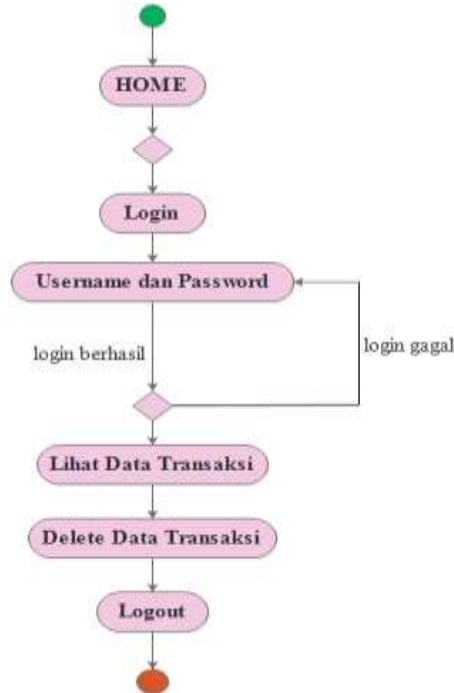 HOME
Login
Username dan Password
login berhasil
login gagal
Lihat Data Transaksi
Delete Data Transaksi
Logout